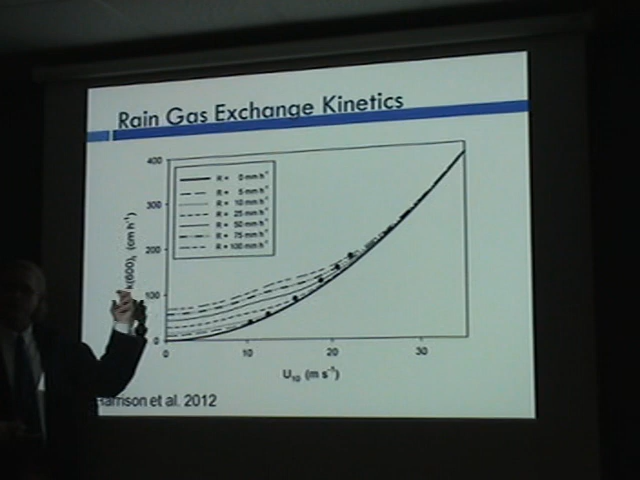 Rain Gas Exchange Kinetics
400
300
200
100
0
k(600), (cm h⁻¹)
R = 0 mm h⁻¹
R = 5 mm h⁻¹
R = 10 mm h⁻¹
R = 25 mm h⁻¹
R = 50 mm h⁻¹
R = 75 mm h⁻¹
R = 100 mm h⁻¹
0 10 20 30
U₁₀ (m s⁻¹)
Harrison et al. 2012